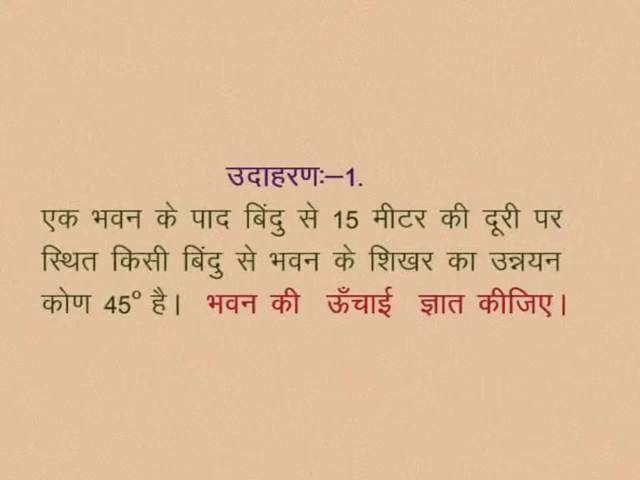 उदाहरणः–1.
एक भवन के पाद बिंदु से 15 मीटर की दूरी पर
स्थित किसी बिंदु से भवन के शिखर का उन्नयन
कोण 45° है। भवन की ऊँचाई ज्ञात कीजिए।